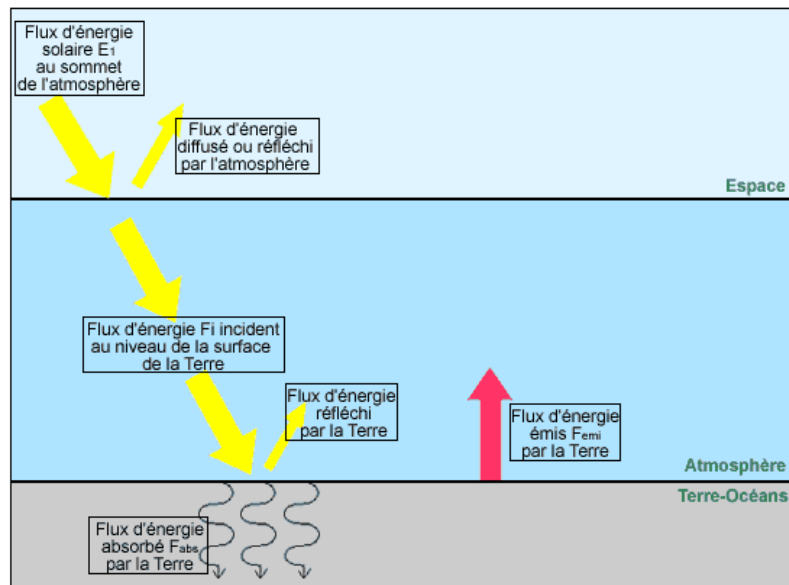 Flux d'énergie
solaire E1
au sommet
de l'atmosphère
Flux d'énergie
diffusé ou réfléchi
par l'atmosphère
Espace
Flux d'énergie Fi incident
au niveau de la surface
de la Terre
Flux d'énergie
réfléchi
par la Terre
Flux d'énergie
émis Femi
par la Terre
Atmosphère
Terre-Océans
Flux d'énergie
absorbé Fabs
par la Terre